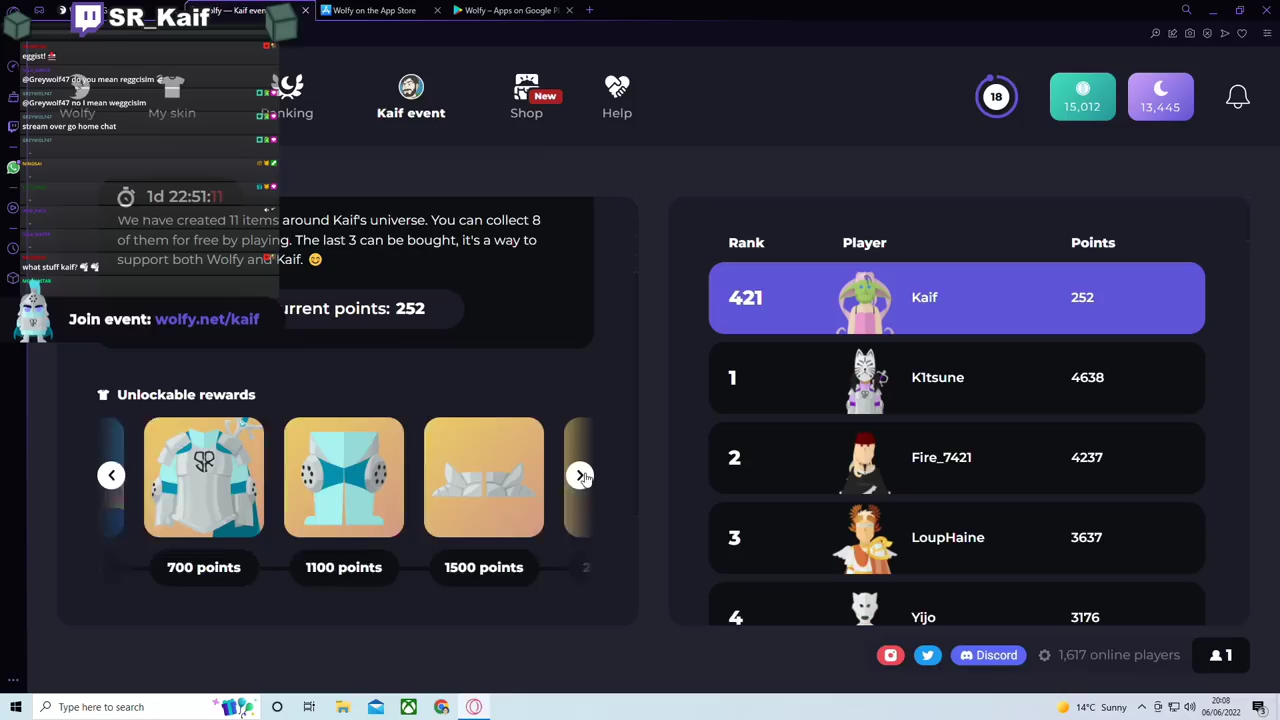 SR_Kaif
Wolfy — Kaif event
Wolfy on the App Store
Wolfy – Apps on Google P
eggist!
@Greywolf47 do you mean reggcisim
@Greywolf47 no I mean weggcisim
stream over go home chat
what stuff kaif?
Join event: wolfy.net/kaif
Wolfy
My skin
Ranking
Kaif event
Shop
New
Help
18
15,012
13,445
1d 22:51:11
We have created 11 items around Kaif's universe. You can collect 8
of them for free by playing. The last 3 can be bought, it's a way to
support both Wolfy and Kaif.
urrent points: 252
Unlockable rewards
SR
700 points
1100 points
1500 points
Rank
Player
Points
421
Kaif
252
1
K1tsune
4638
2
Fire_7421
4237
3
LoupHaine
3637
4
Yijo
3176
Discord
1,617 online players
1
Type here to search
14°C Sunny
20:08
06/06/2022
3